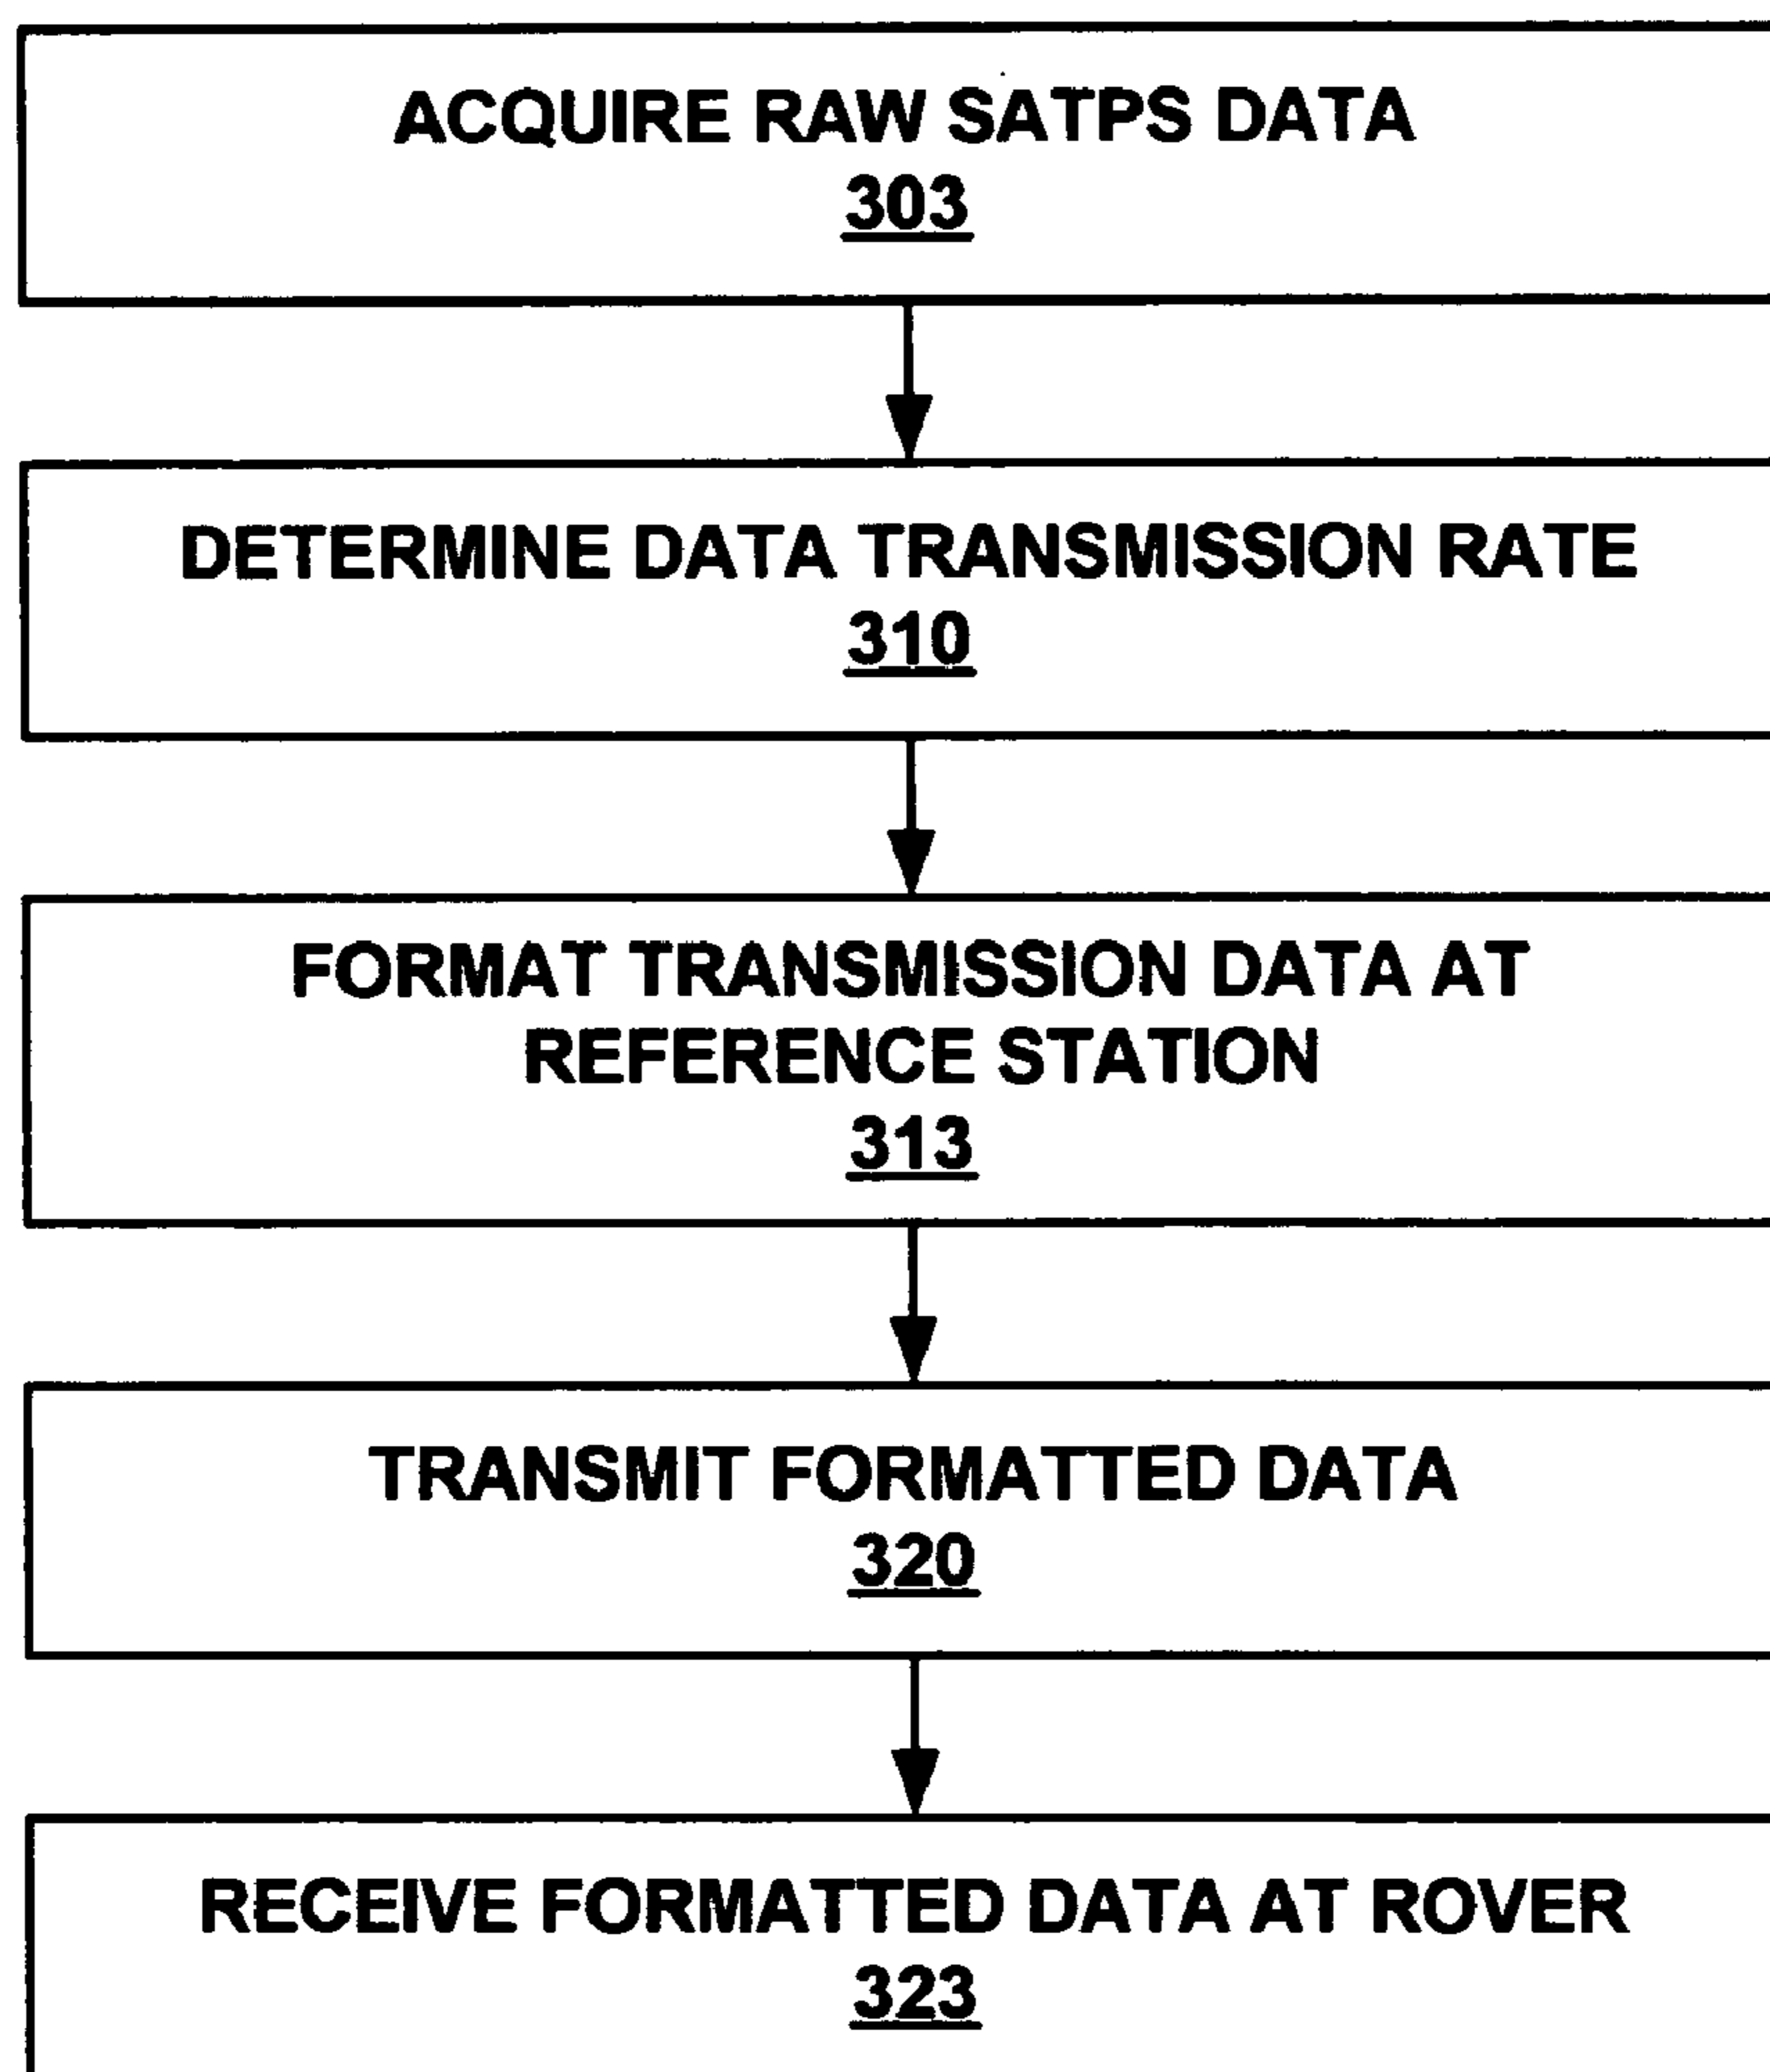 ACQUIRE RAW SATPS DATA
303
DETERMINE DATA TRANSMISSION RATE
310
FORMAT TRANSMISSION DATA AT
REFERENCE STATION
313
TRANSMIT FORMATTED DATA
320
RECEIVE FORMATTED DATA AT ROVER
323